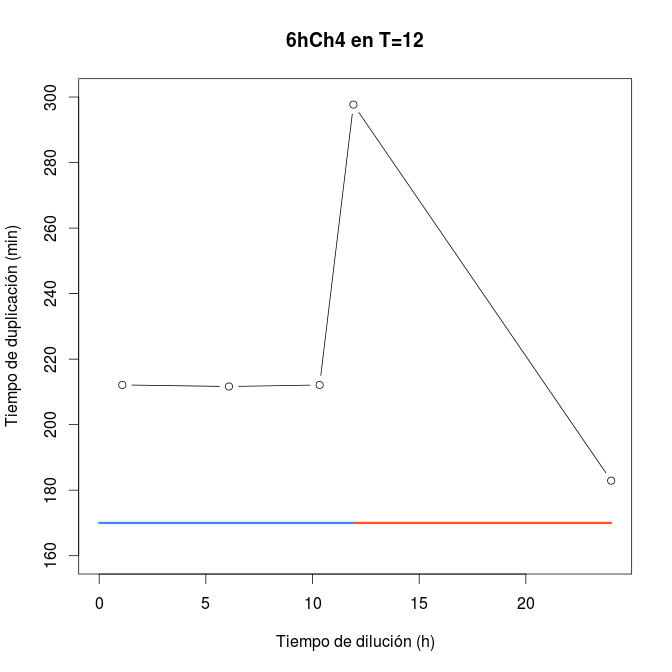 6hCh4 en T=12
Tiempo de duplicación (min)
300
280
260
240
220
200
180
160
0 5 10 15 20
Tiempo de dilución (h)